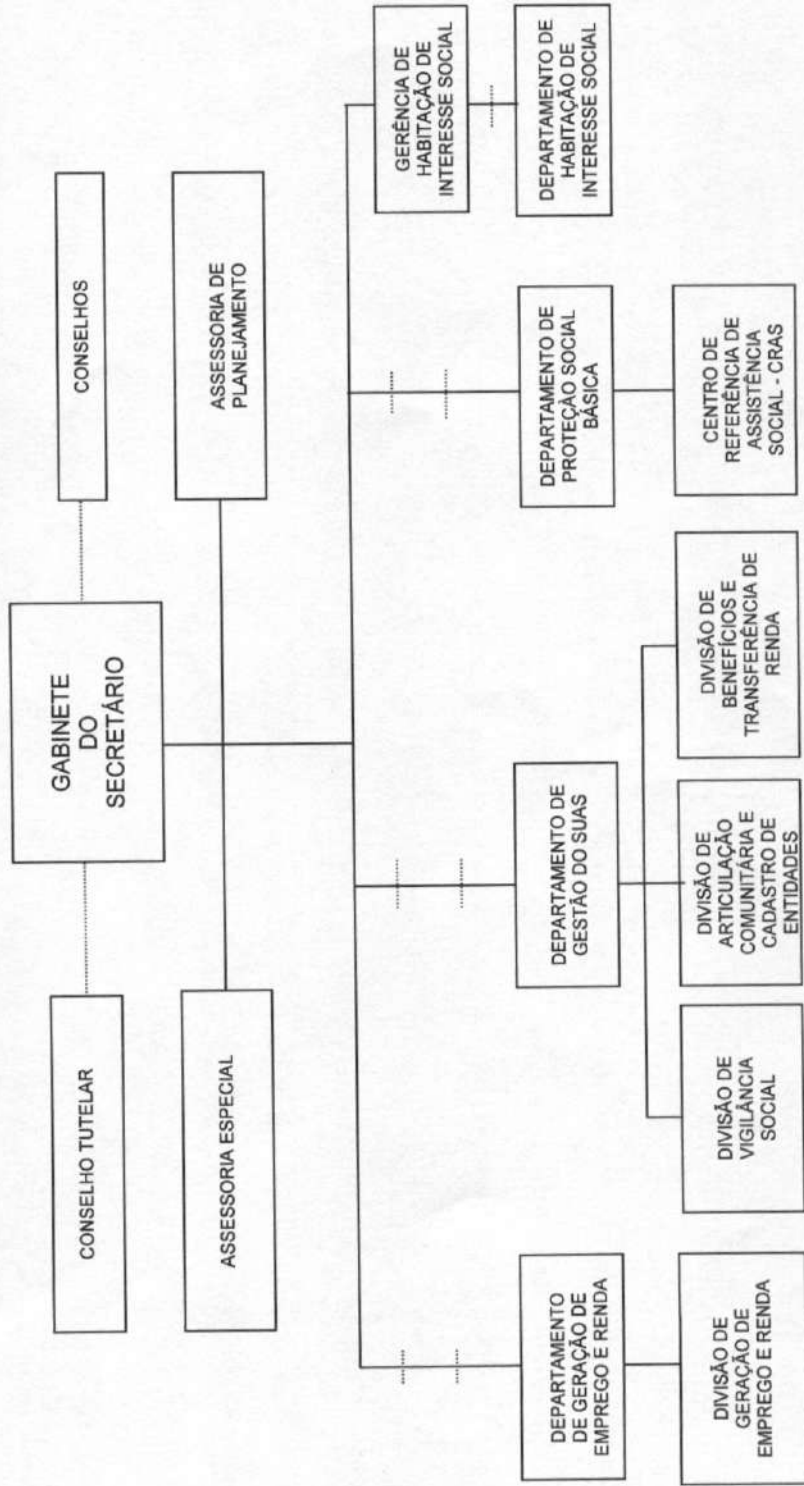 CONSELHO TUTELAR
GABINETE
DO
SECRETÁRIO
CONSELHOS
ASSESSORIA ESPECIAL
ASSESSORIA DE
PLANEJAMENTO
GERÊNCIA DE
HABITAÇÃO DE
INTERESSE SOCIAL
DEPARTAMENTO
DE GERAÇÃO DE
EMPREGO E RENDA
DEPARTAMENTO DE
GESTÃO DO SUAS
DEPARTAMENTO DE
PROTEÇÃO SOCIAL
BÁSICA
DEPARTAMENTO DE
HABITAÇÃO DE
INTERESSE SOCIAL
DIVISÃO DE
GERAÇÃO DE
EMPREGO E RENDA
DIVISÃO DE
VIGILÂNCIA
SOCIAL
DIVISÃO DE
ARTICULAÇÃO
COMUNITÁRIA E
CADASTRO DE
ENTIDADES
DIVISÃO DE
BENEFÍCIOS E
TRANSFERÊNCIA DE
RENDA
CENTRO DE
REFERÊNCIA DE
ASSISTÊNCIA
SOCIAL - CRAS